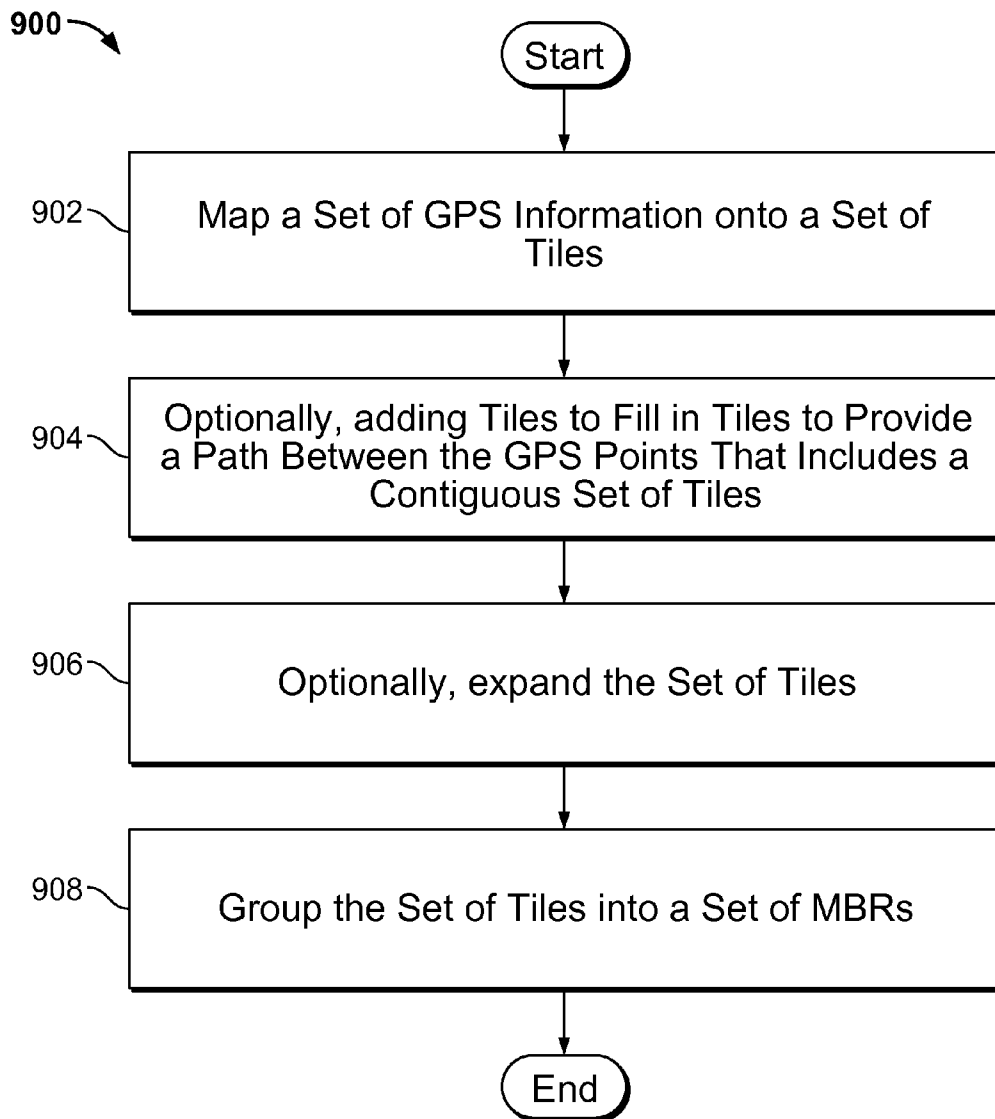 900
Start
902
Map a Set of GPS Information onto a Set of
Tiles
904
Optionally, adding Tiles to Fill in Tiles to Provide
a Path Between the GPS Points That Includes a
Contiguous Set of Tiles
906
Optionally, expand the Set of Tiles
908
Group the Set of Tiles into a Set of MBRs
End